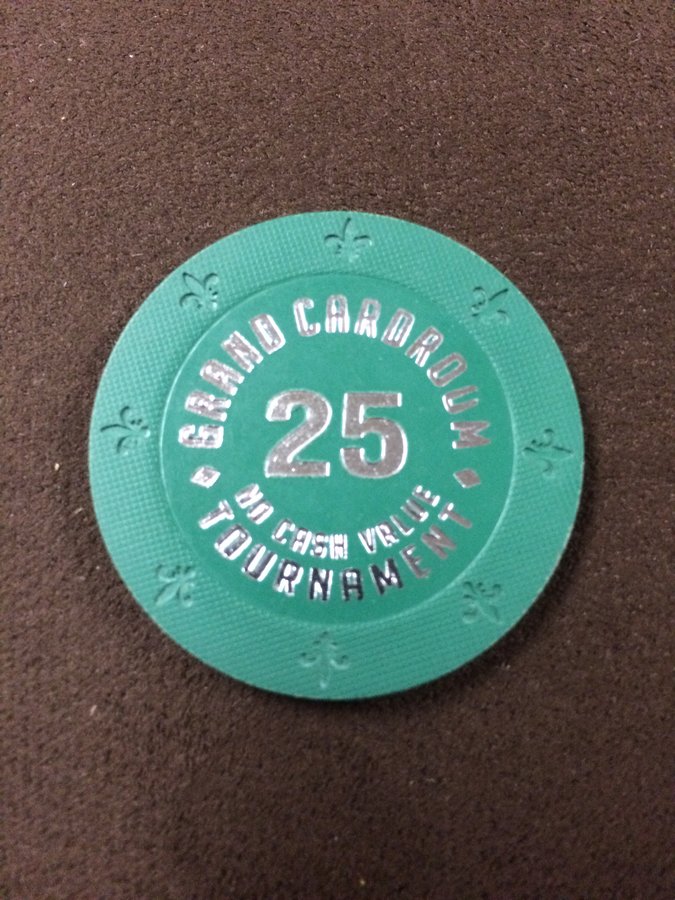 GRAND CARDROOM
25
NO CASH VALUE
TOURNAMENT